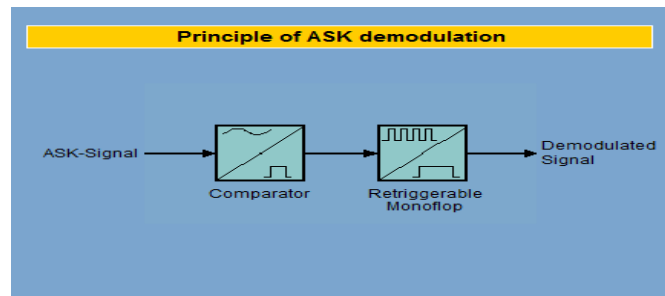 Principle of ASK demodulation
ASK-Signal
Comparator
Retriggerable
Monoflop
Demodulated
Signal